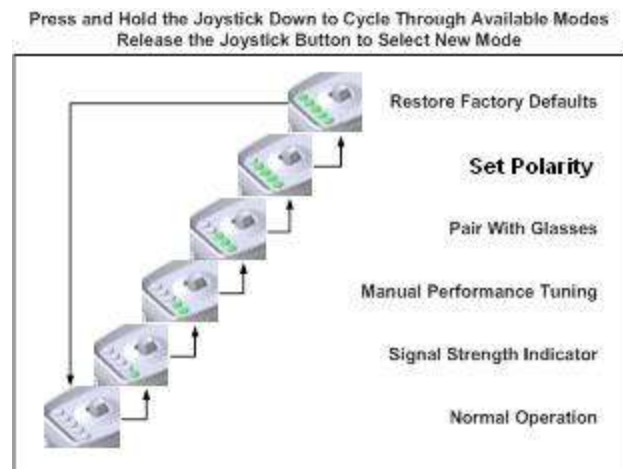 Press and Hold the Joystick Down to Cycle Through Available Modes
Release the Joystick Button to Select New Mode
Restore Factory Defaults
Set Polarity
Pair With Glasses
Manual Performance Tuning
Signal Strength Indicator
Normal Operation